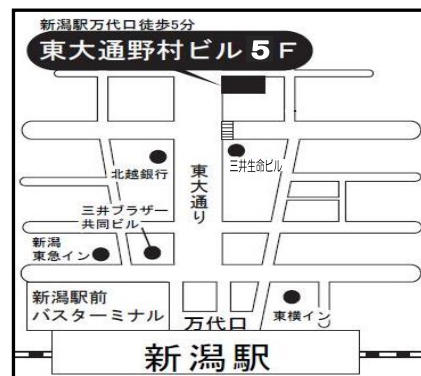 新潟駅万代口徒歩5分
東大通野村ビル5F
北越銀行
三井生命ビル
東大通り
三井ブラザー
共同ビル
新潟
東急イン
新潟駅前
バスターミナル
万代口
東横イン
新潟駅